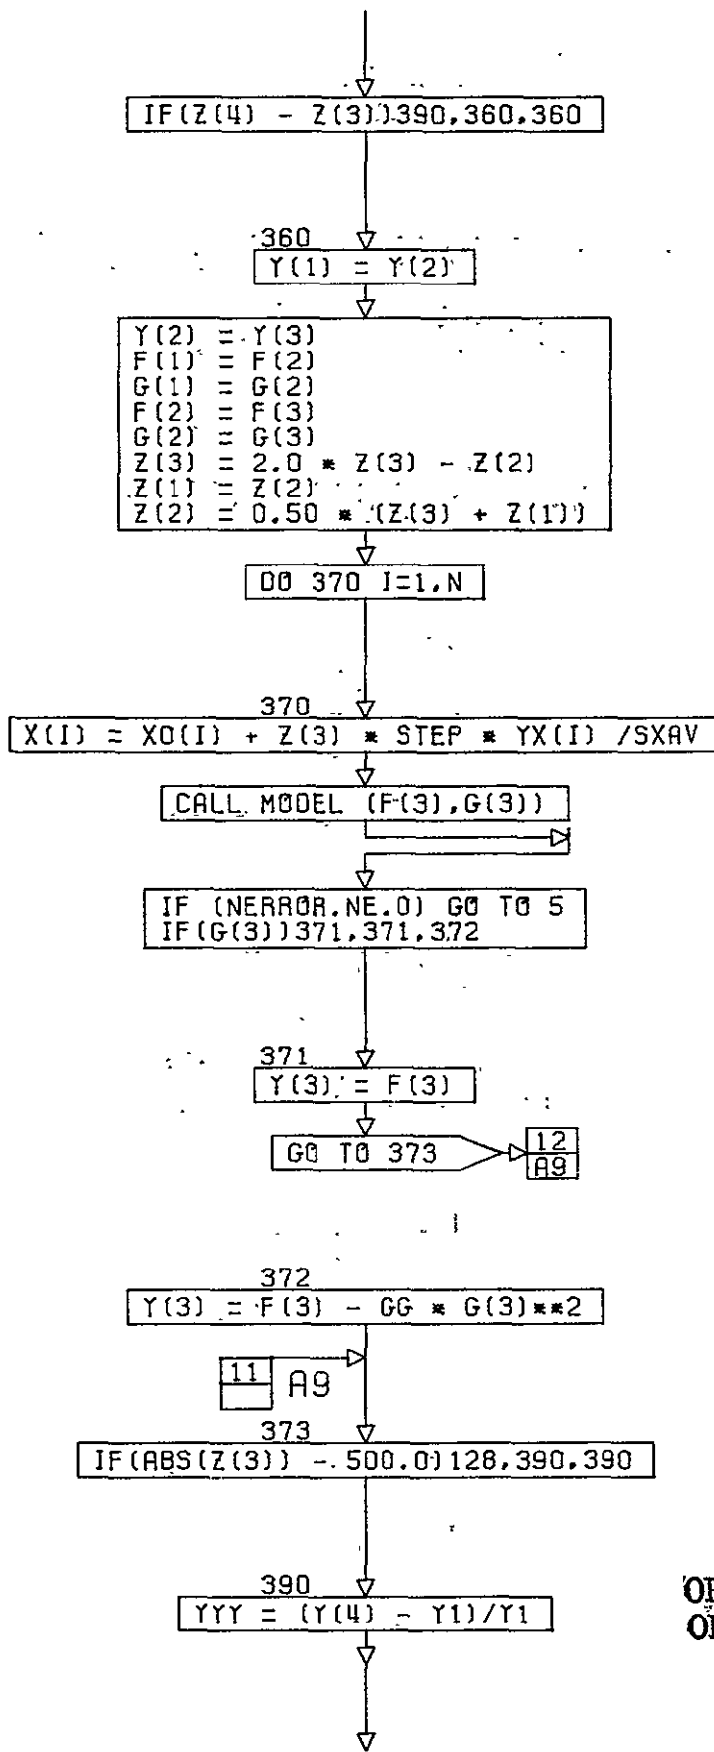 IF(Z(4) - Z(3))390,360,360
360
Y(1) = Y(2)
Y(2) = Y(3)
F(1) = F(2)
G(1) = G(2)
F(2) = F(3)
G(2) = G(3)
Z(3) = 2.0 * Z(3) - Z(2)
Z(1) = Z(2)
Z(2) = 0.50 * (Z(3) + Z(1))
DO 370 I=1,N
370
X(I) = XO(I) + Z(3) * STEP * YX(I) /SXAV
CALL MODEL (F(3),G(3))
IF (NERROR.NE.0) GO TO 5
IF(G(3))371,371,372
371
Y(3) = F(3)
GO TO 373
12
A9
372
Y(3) = F(3) - GG * G(3)**2
11
A9
373
IF(ABS(Z(3)) - 500.0)128,390,390
390
YYY = (Y(4) - Y1)/Y1